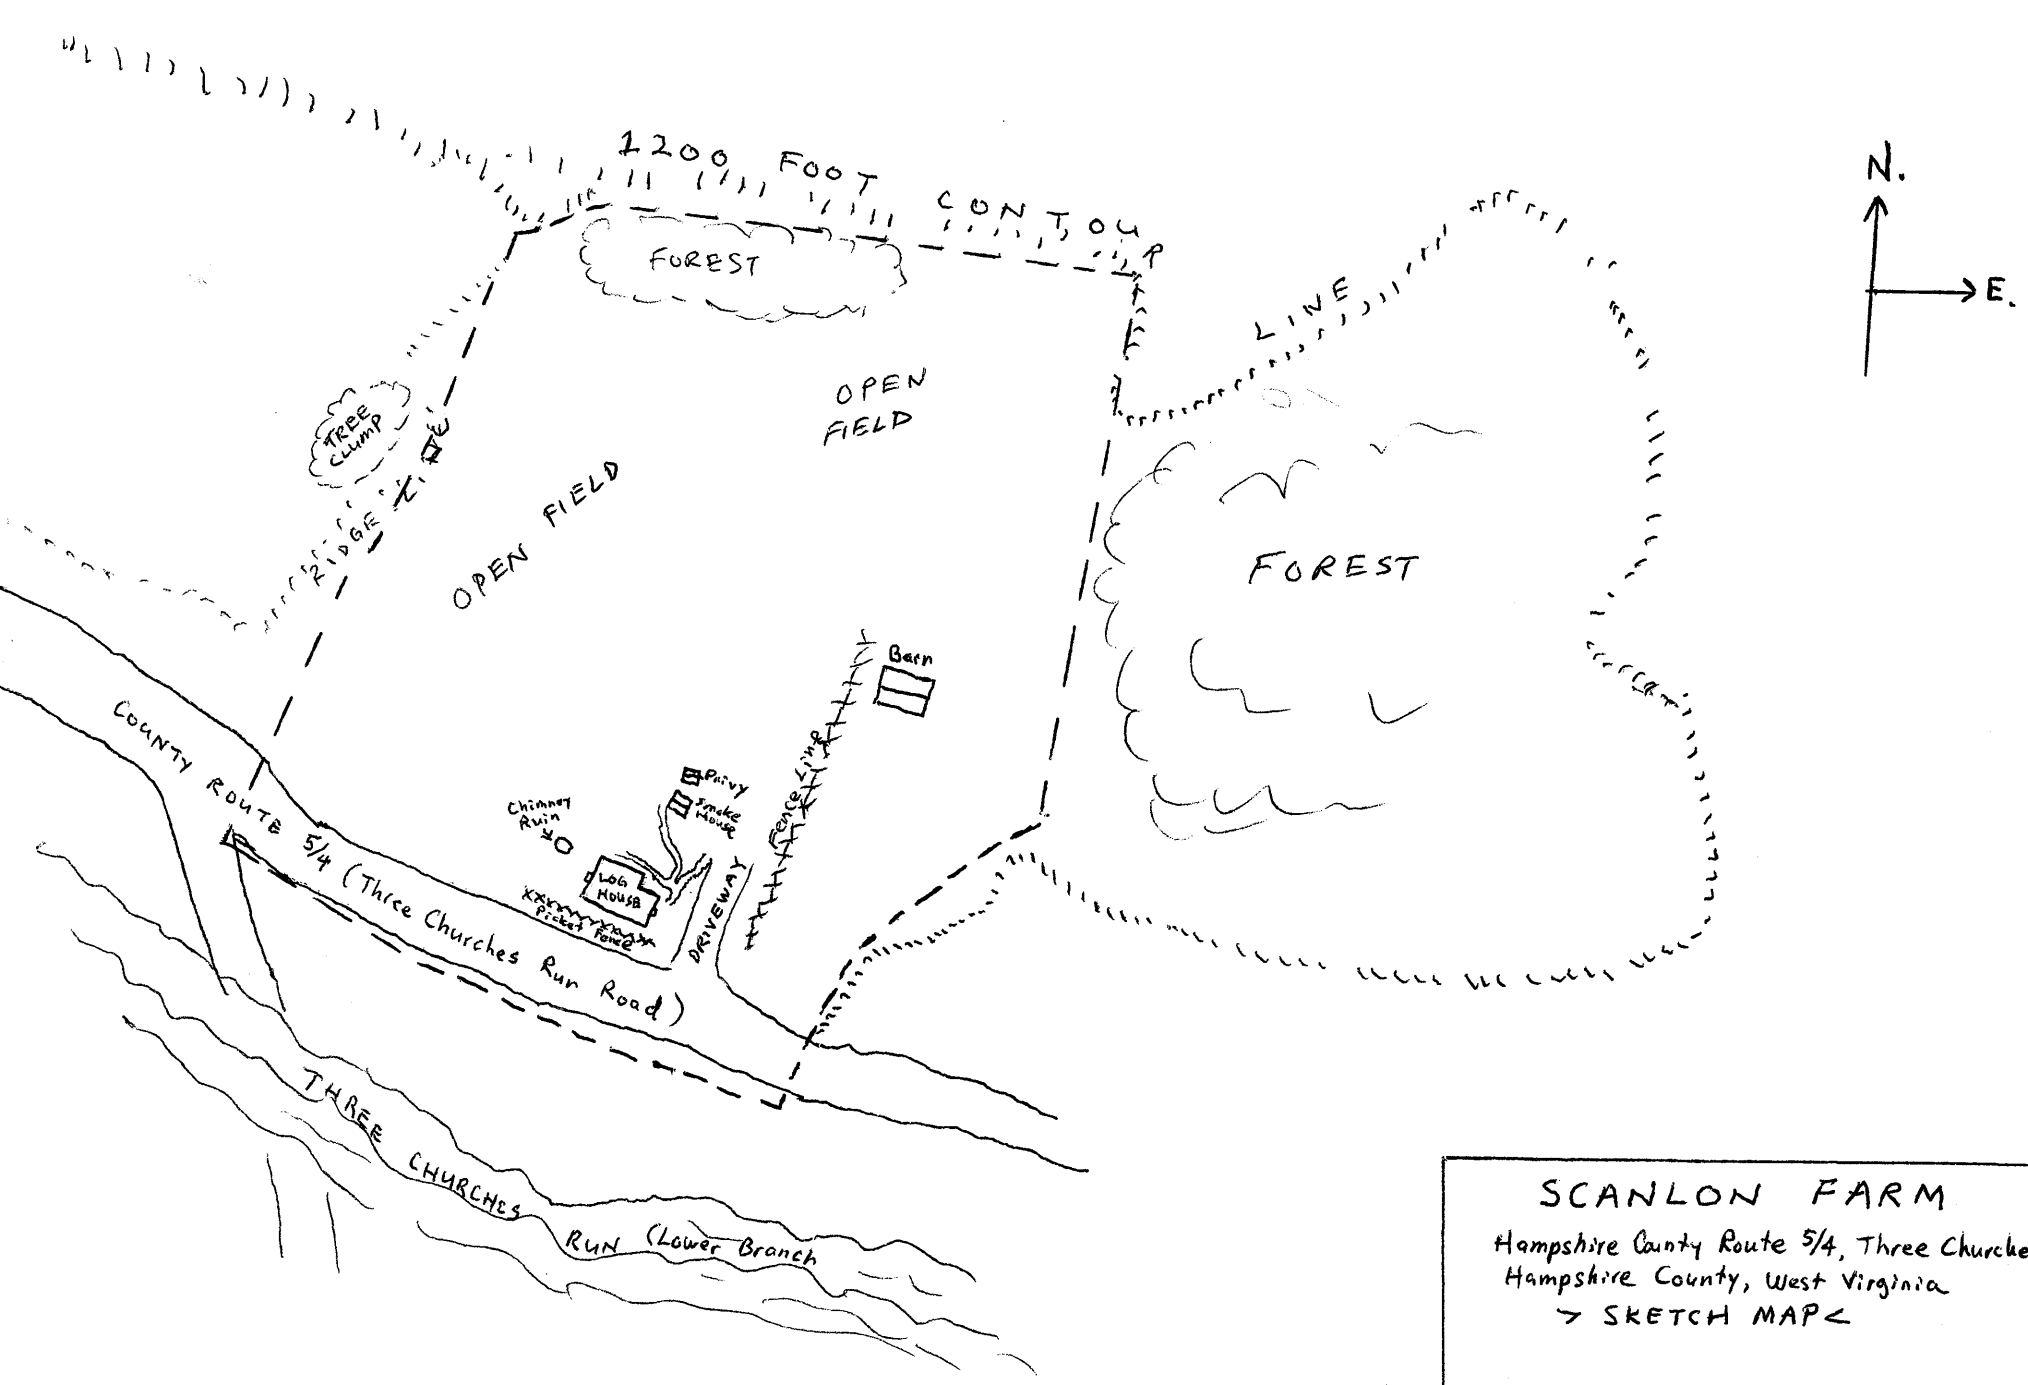 1200 FOOT CONTOUR
LINE
N.
E.
FOREST
OPEN
FIELD
TREE
CLUMP
RIDGE
OPEN FIELD
FOREST
Barn
Fence Line
Privy
Smoke
House
Chimney
Ruin
LOG
HOUSE
Picket Fence
DRIVEWAY
COUNTY ROUTE 5/4 (Three Churches Run Road)
THREE CHURCHES RUN (Lower Branch
SCANLON FARM
Hampshire County Route 5/4, Three Churche
Hampshire County, West Virginia
> SKETCH MAP <